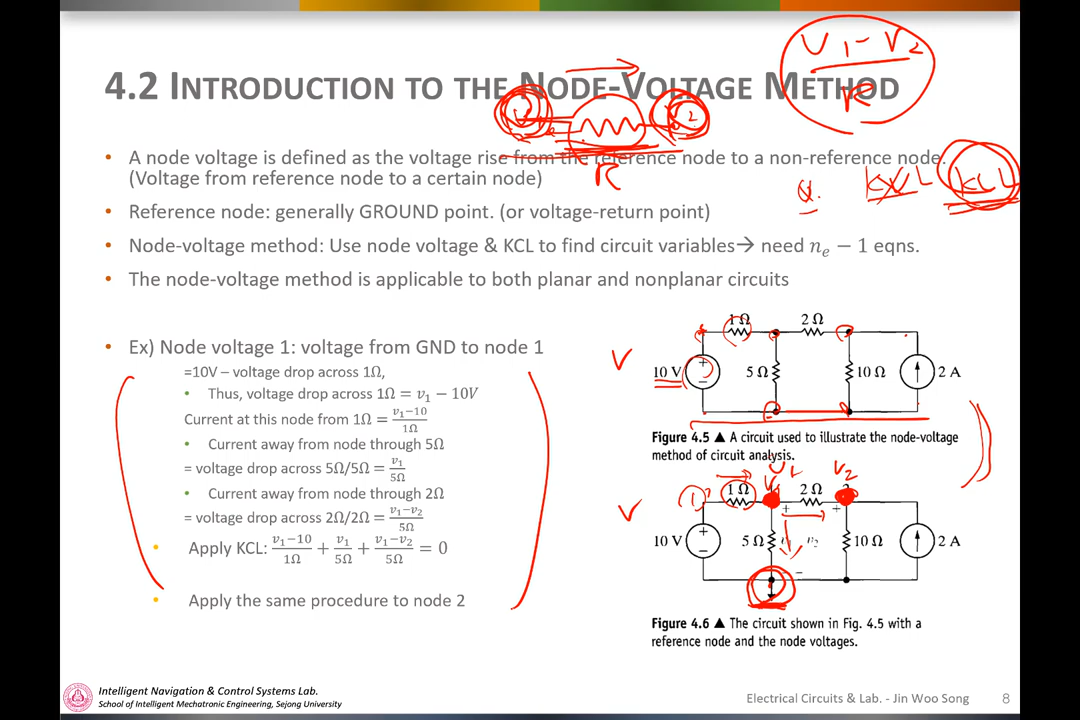 V₁ - V₂
R
4.2 INTRODUCTION TO THE NODE-VOLTAGE METHOD
2
R
• A node voltage is defined as the voltage rise from the reference node to a non-reference node.
(Voltage from reference node to a certain node)
KVL KCL
• Reference node: generally GROUND point. (or voltage-return point)
• Node-voltage method: Use node voltage & KCL to find circuit variables→ need nₑ − 1 eqns.
• The node-voltage method is applicable to both planar and nonplanar circuits
• Ex) Node voltage 1: voltage from GND to node 1
=10V – voltage drop across 1Ω,
• Thus, voltage drop across 1Ω = v₁ − 10V
Current at this node from 1Ω = v₁−10/1Ω
• Current away from node through 5Ω
= voltage drop across 5Ω/5Ω = v₁/5Ω
• Current away from node through 2Ω
= voltage drop across 2Ω/2Ω = v₁−v₂/5Ω
• Apply KCL: v₁−10/1Ω + v₁/5Ω + v₁−v₂/5Ω = 0
• Apply the same procedure to node 2
1 Ω 2 Ω
V
10 V + − 5 Ω 10 Ω 2 A
Figure 4.5 ▲ A circuit used to illustrate the node-voltage
method of circuit analysis.
V₁ V₂
1 1 Ω 2 Ω
V + +
10 V + − 5 Ω v₁ v₂ 10 Ω 2 A
−
Figure 4.6 ▲ The circuit shown in Fig. 4.5 with a
reference node and the node voltages.
Intelligent Navigation & Control Systems Lab.
School of Intelligent Mechatronic Engineering, Sejong University
Electrical Circuits & Lab. - Jin Woo Song 8